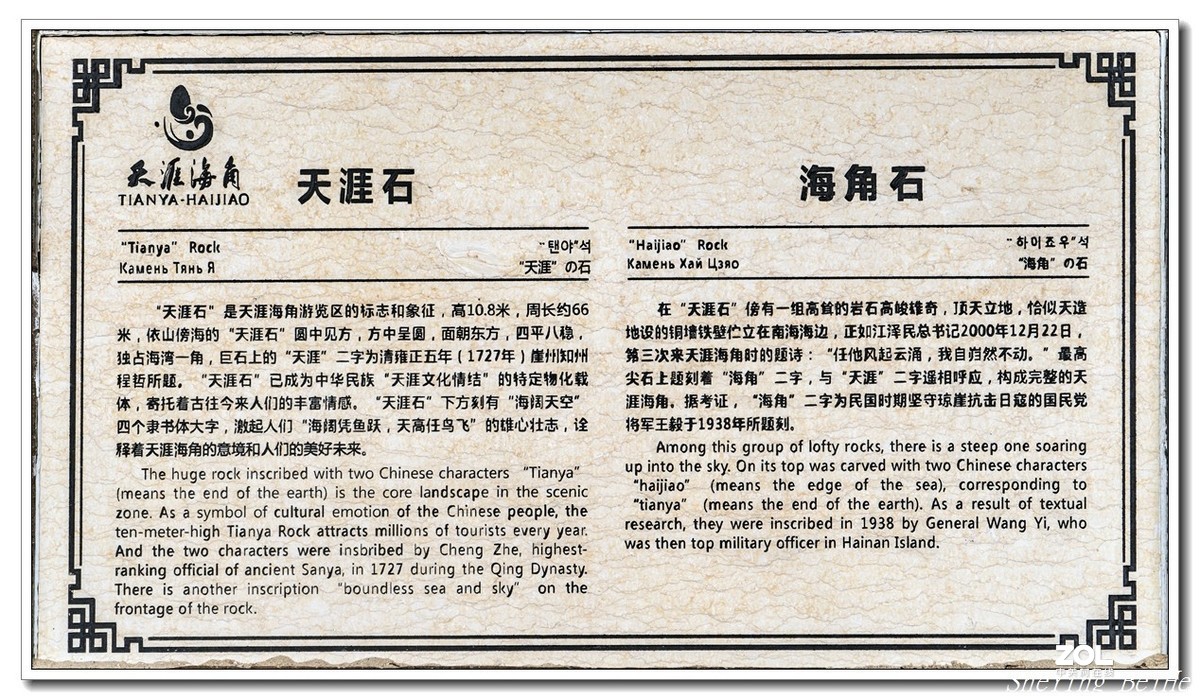 天涯海角
TIANYA-HAIJIAO
天涯石
"Tianya" Rock
"탠야"석
Камень Тянь Я
"天涯"の石
"天涯石"是天涯海角游览区的标志和象征，高10.8米，周长约66
米，依山傍海的"天涯石"圆中见方，方中呈圆，面朝东方，四平八稳，
独占海湾一角，巨石上的"天涯"二字为清雍正五年（1727年）崖州知州
程哲所题。"天涯石"已成为中华民族"天涯文化情结"的特定物化载
体，寄托着古往今来人们的丰富情感。"天涯石"下方刻有"海阔天空"
四个隶书体大字，激起人们"海阔凭鱼跃，天高任鸟飞"的雄心壮志，诠
释着天涯海角的意境和人们的美好未来。
The huge rock inscribed with two Chinese characters "Tianya"
(means the end of the earth) is the core landscape in the scenic
zone. As a symbol of cultural emotion of the Chinese people, the
ten-meter-high Tianya Rock attracts millions of tourists every year.
And the two characters were insbribed by Cheng Zhe, highest-
ranking official of ancient Sanya, in 1727 during the Qing Dynasty.
There is another inscription "boundless sea and sky" on the
frontage of the rock.
海角石
"Haijiao" Rock
"하이죠우"석
Камень Хай Цзяо
"海角"の石
在"天涯石"傍有一组高耸的岩石高峻雄奇，顶天立地，恰似天造
地设的铜墙铁壁伫立在南海海边，正如江泽民总书记2000年12月22日，
第三次来天涯海角时的题诗："任他风起云涌，我自岿然不动。"最高
尖石上题刻着"海角"二字，与"天涯"二字遥相呼应，构成完整的天
涯海角。据考证，"海角"二字为民国时期坚守琼崖抗击日寇的国民党
将军王毅于1938年所题刻。
Among this group of lofty rocks, there is a steep one soaring
up into the sky. On its top was carved with two Chinese characters
"haijiao" (means the edge of the sea), corresponding to
"tianya" (means the end of the earth). As a result of textual
research, they were inscribed in 1938 by General Wang Yi, who
was then top military officer in Hainan Island.
ZOL
中关村在线
SheYing BeiHe